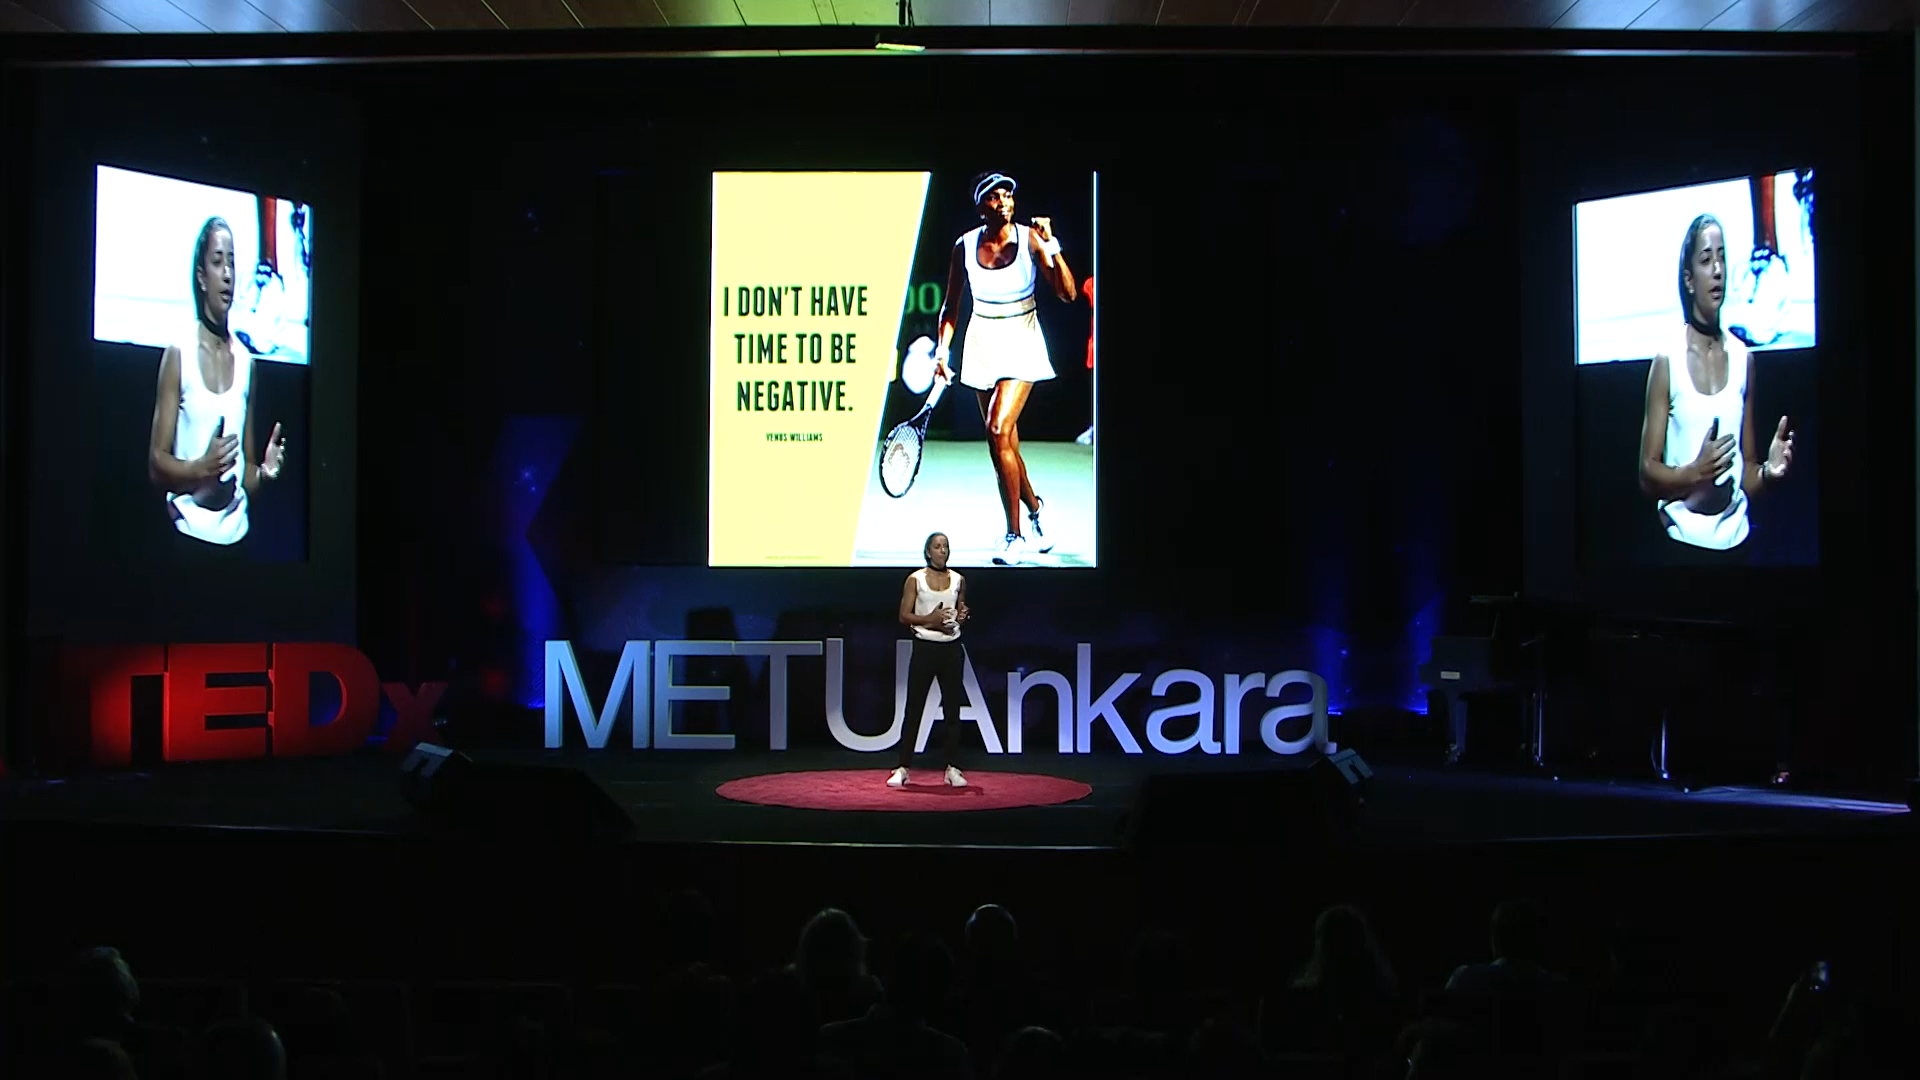 I DON'T HAVE
TIME TO BE
NEGATIVE.
VENUS WILLIAMS
TEDx
METUAnkara